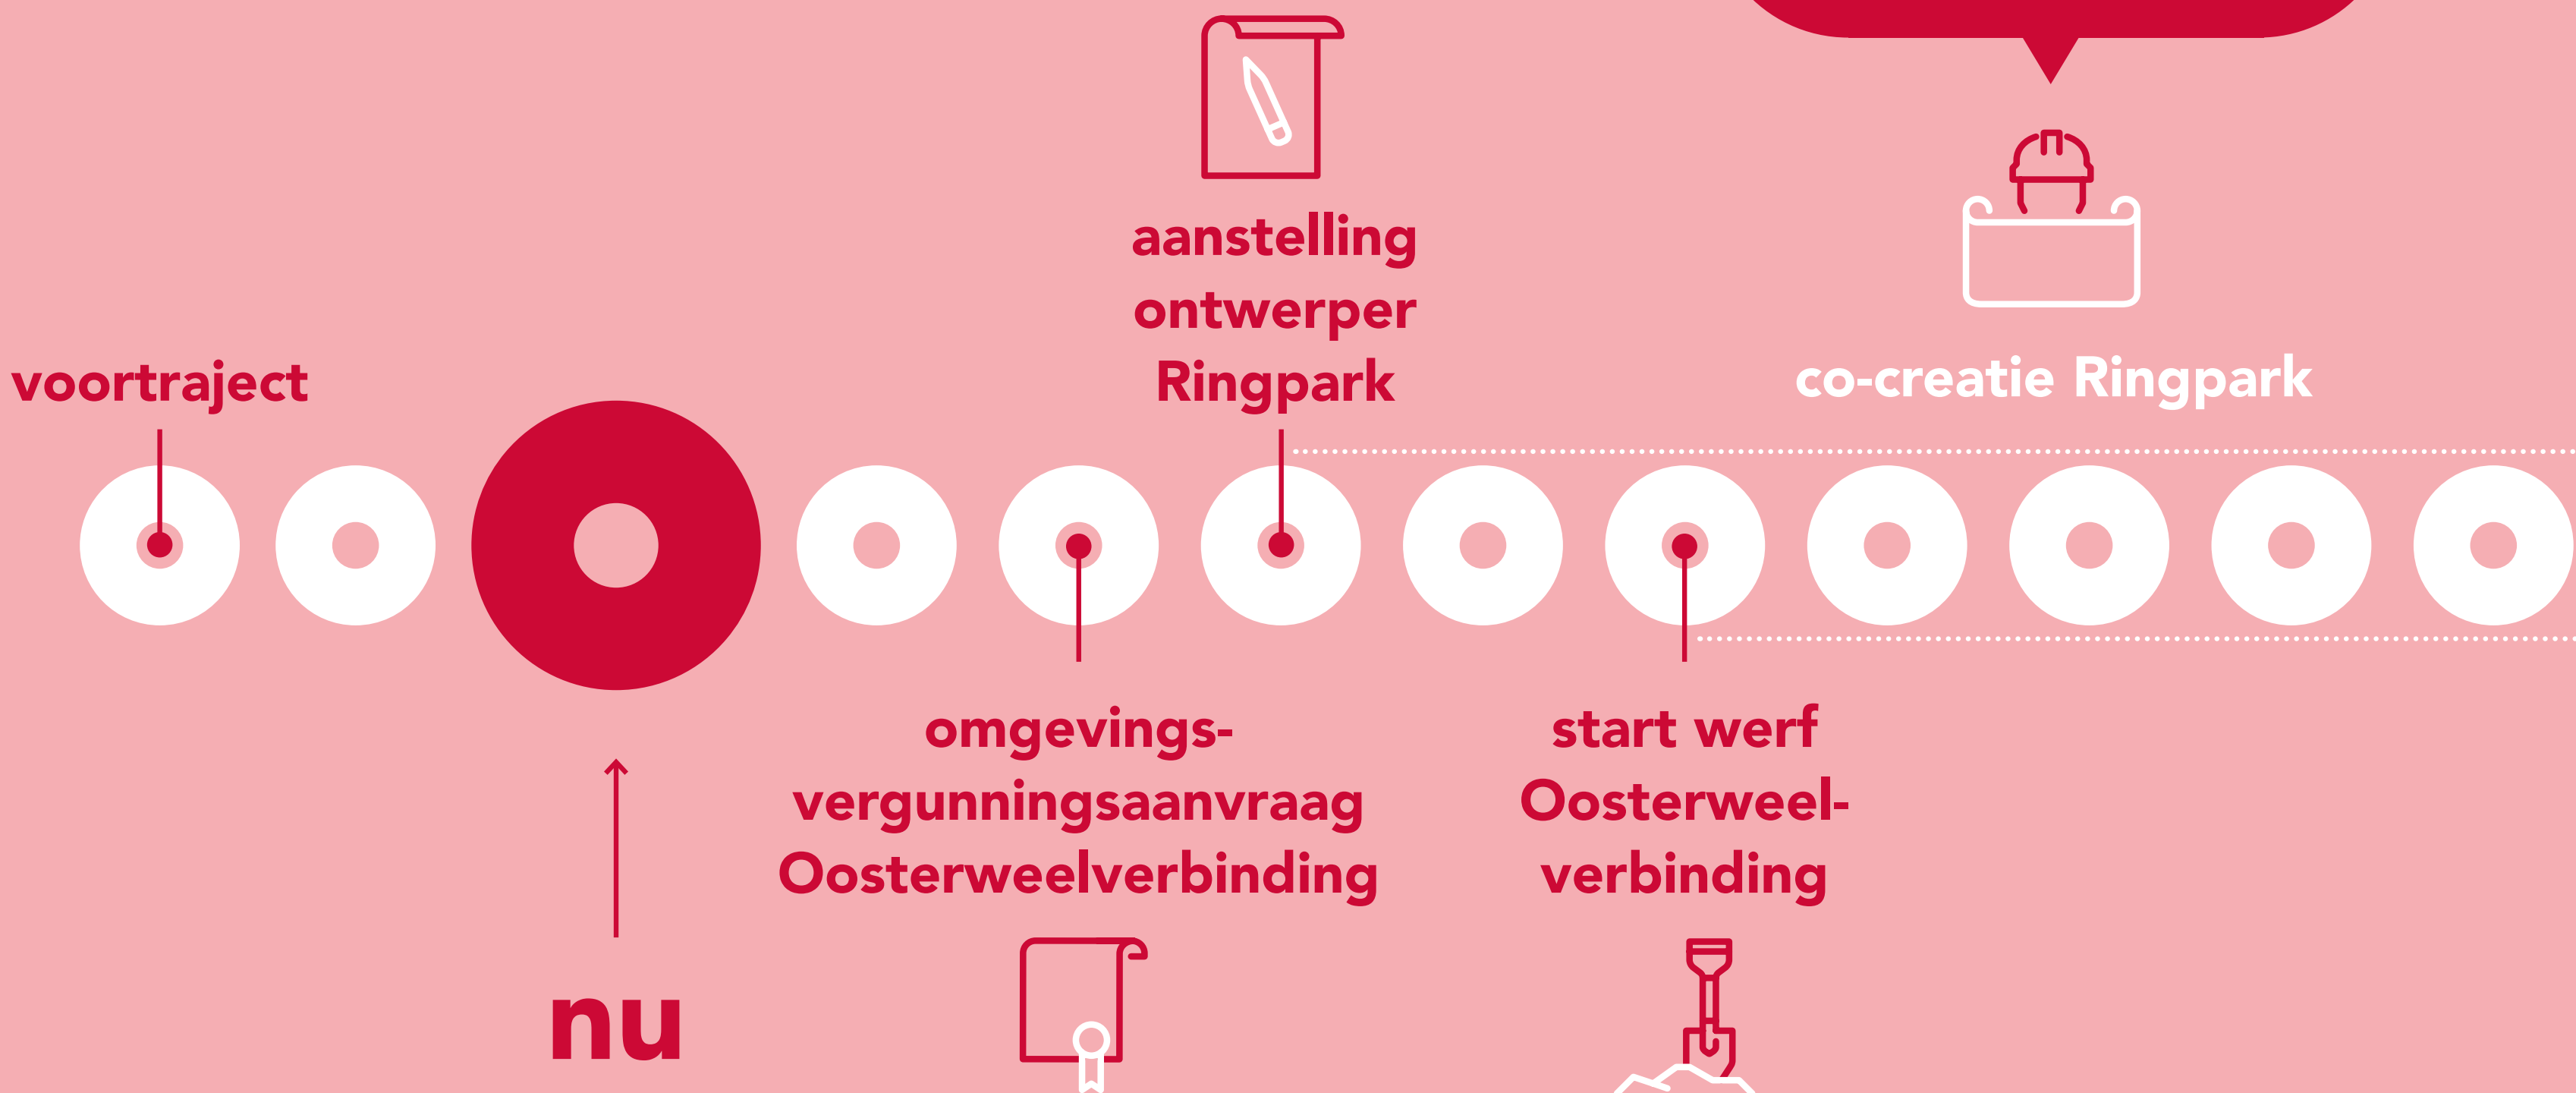 voortraject
aanstelling
ontwerper
Ringpark
co-creatie Ringpark
nu
omgevings-
vergunningsaanvraag
Oosterweelverbinding
start werf
Oosterweel-
verbinding